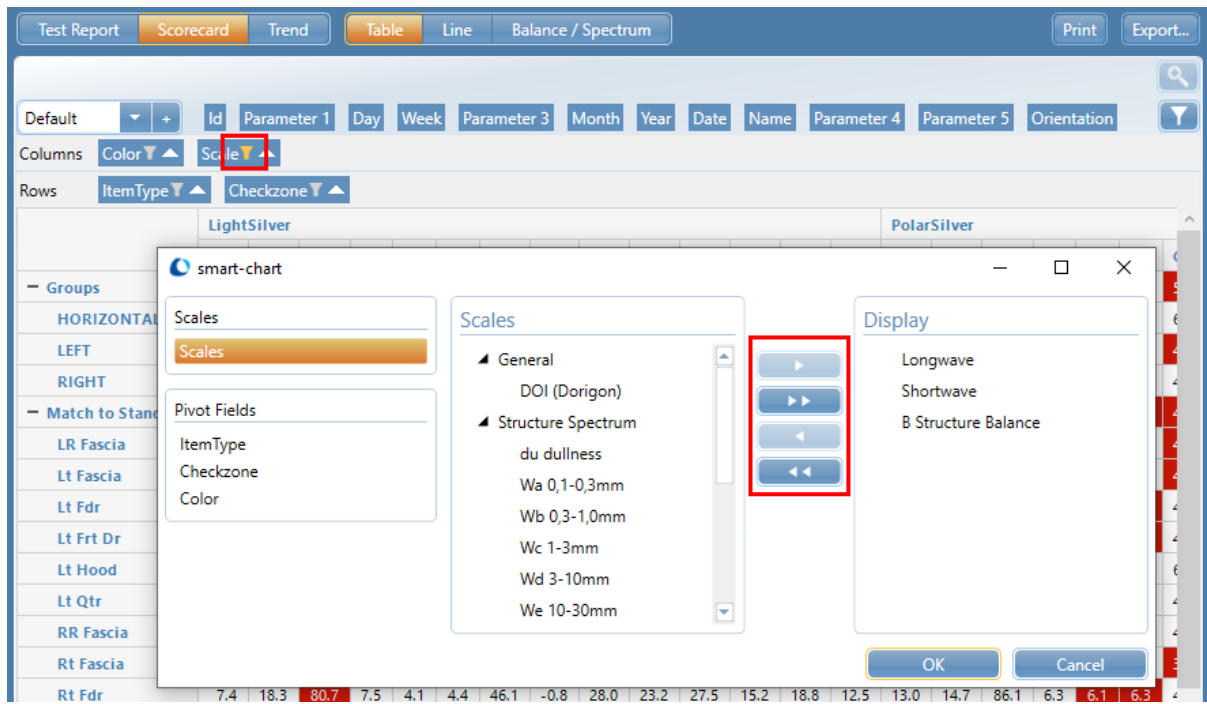 Test Report Scorecard Trend Table Line Balance / Spectrum Print Export...
Default + Id Parameter 1 Day Week Parameter 3 Month Year Date Name Parameter 4 Parameter 5 Orientation
Columns Color Scale
Rows ItemType Checkzone
LightSilver PolarSilver
smart-chart
Groups
HORIZONTAL
LEFT
RIGHT
Match to Stand
LR Fascia
Lt Fascia
Lt Fdr
Lt Frt Dr
Lt Hood
Lt Qtr
RR Fascia
Rt Fascia
Scales
Scales
Pivot Fields
ItemType
Checkzone
Color
Scales
General
DOI (Dorigon)
Structure Spectrum
du dullness
Wa 0,1-0,3mm
Wb 0,3-1,0mm
Wc 1-3mm
Wd 3-10mm
We 10-30mm
Display
Longwave
Shortwave
B Structure Balance
OK Cancel
Rt Fdr 7.4 18.3 80.7 7.5 4.1 4.4 46.1 -0.8 28.0 23.2 27.5 15.2 18.8 12.5 13.0 14.7 86.1 6.3 6.1 6.3